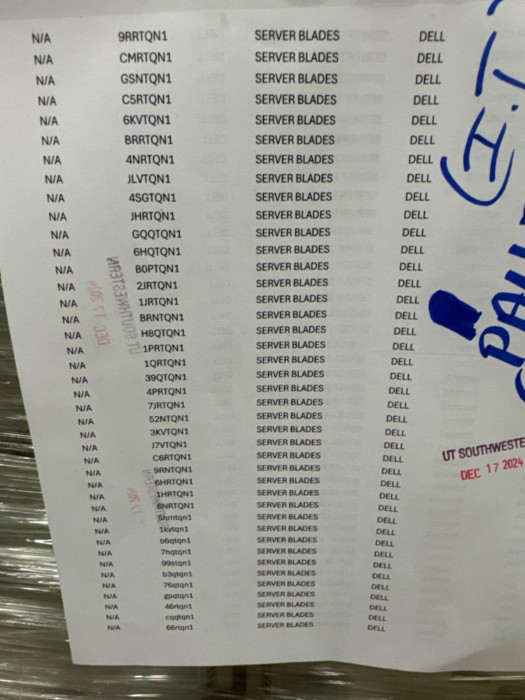 N/A 9RRTQN1 SERVER BLADES DELL
N/A CMRTQN1 SERVER BLADES DELL
N/A GSNTQN1 SERVER BLADES DELL
N/A C5RTQN1 SERVER BLADES DELL
N/A 6KVTQN1 SERVER BLADES DELL
N/A BRRTQN1 SERVER BLADES DELL
N/A 4NRTQN1 SERVER BLADES DELL
N/A JLVTQN1 SERVER BLADES DELL
N/A 4SGTQN1 SERVER BLADES DELL
N/A JHRTQN1 SERVER BLADES DELL
N/A GQQTQN1 SERVER BLADES DELL
N/A 6HQTQN1 SERVER BLADES DELL
N/A B0PTQN1 SERVER BLADES DELL
N/A 2JRTQN1 SERVER BLADES DELL
N/A 1JRTQN1 SERVER BLADES DELL
N/A BRNTQN1 SERVER BLADES DELL
N/A H8QTQN1 SERVER BLADES DELL
N/A 1PRTQN1 SERVER BLADES DELL
N/A 1QRTQN1 SERVER BLADES DELL
N/A 39QTQN1 SERVER BLADES DELL
N/A 4PRTQN1 SERVER BLADES DELL
N/A 7JRTQN1 SERVER BLADES DELL
N/A 52NTQN1 SERVER BLADES DELL
N/A 3KVTQN1 SERVER BLADES DELL
N/A J7VTQN1 SERVER BLADES DELL
N/A C6RTQN1 SERVER BLADES DELL
N/A 9RNTQN1 SERVER BLADES DELL
N/A 6HRTQN1 SERVER BLADES DELL
N/A 1HRTQN1 SERVER BLADES DELL
N/A 6NRTQN1 SERVER BLADES DELL
N/A SERVER BLADES DELL
N/A 1kvtqn1 SERVER BLADES DELL
N/A b6qtqn1 SERVER BLADES DELL
N/A 7hqtqn1 SERVER BLADES DELL
N/A 99stqn1 SERVER BLADES DELL
N/A b3qtqn1 SERVER BLADES DELL
N/A 76qtqn1 SERVER BLADES DELL
N/A SERVER BLADES DELL
N/A 46rtqn1 SERVER BLADES DELL
N/A cqqtqn1 SERVER BLADES DELL
N/A 66rtqn1 SERVER BLADES DELL
I.T
PAL
UT SOUTHWESTE
DEC 17 2024
UT SOUTHWESTERN
DEC 17 2024